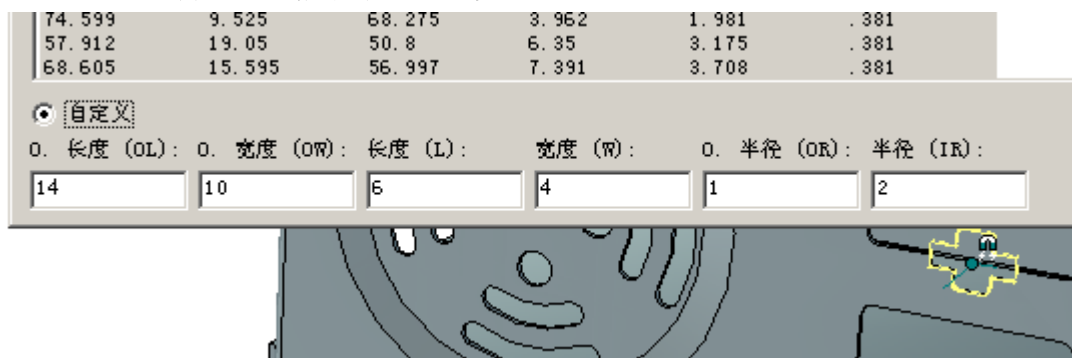 74.599 9.525 68.275 3.962 1.981 .381
57.912 19.05 50.8 6.35 3.175 .381
68.605 15.595 56.997 7.391 3.708 .381
自定义
O. 长度 (OL): O. 宽度 (OW): 长度 (L): 宽度 (W): O. 半径 (OR): 半径 (IR):
14 10 6 4 1 2